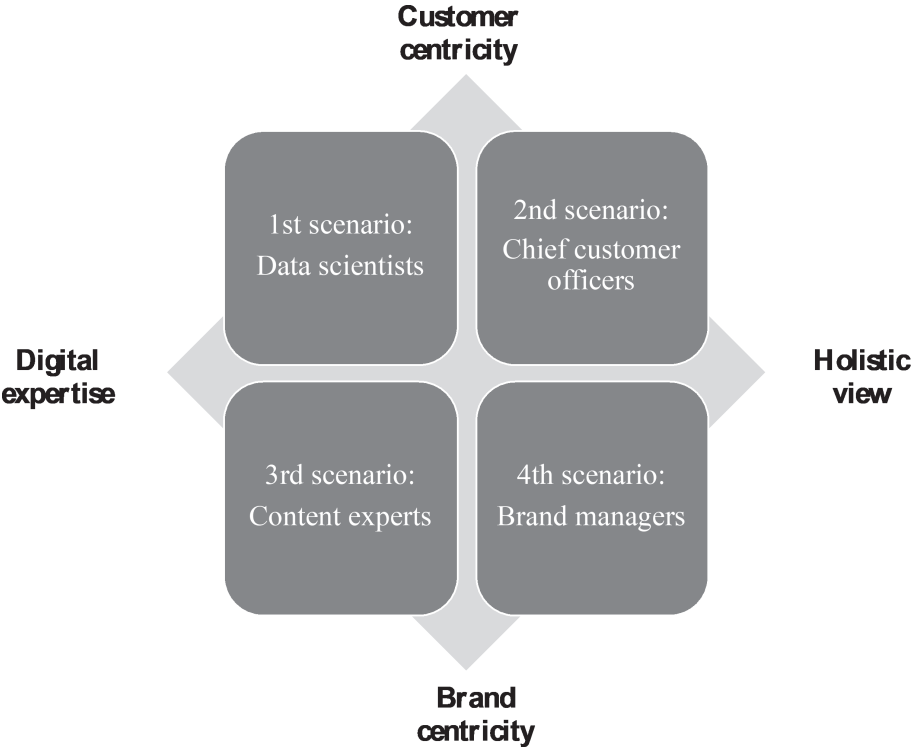 Customer
centricity
1st scenario:
Data scientists
2nd scenario:
Chief customer
officers
Digital
expertise
Holistic
view
3rd scenario:
Content experts
4th scenario:
Brand managers
Brand
centricity